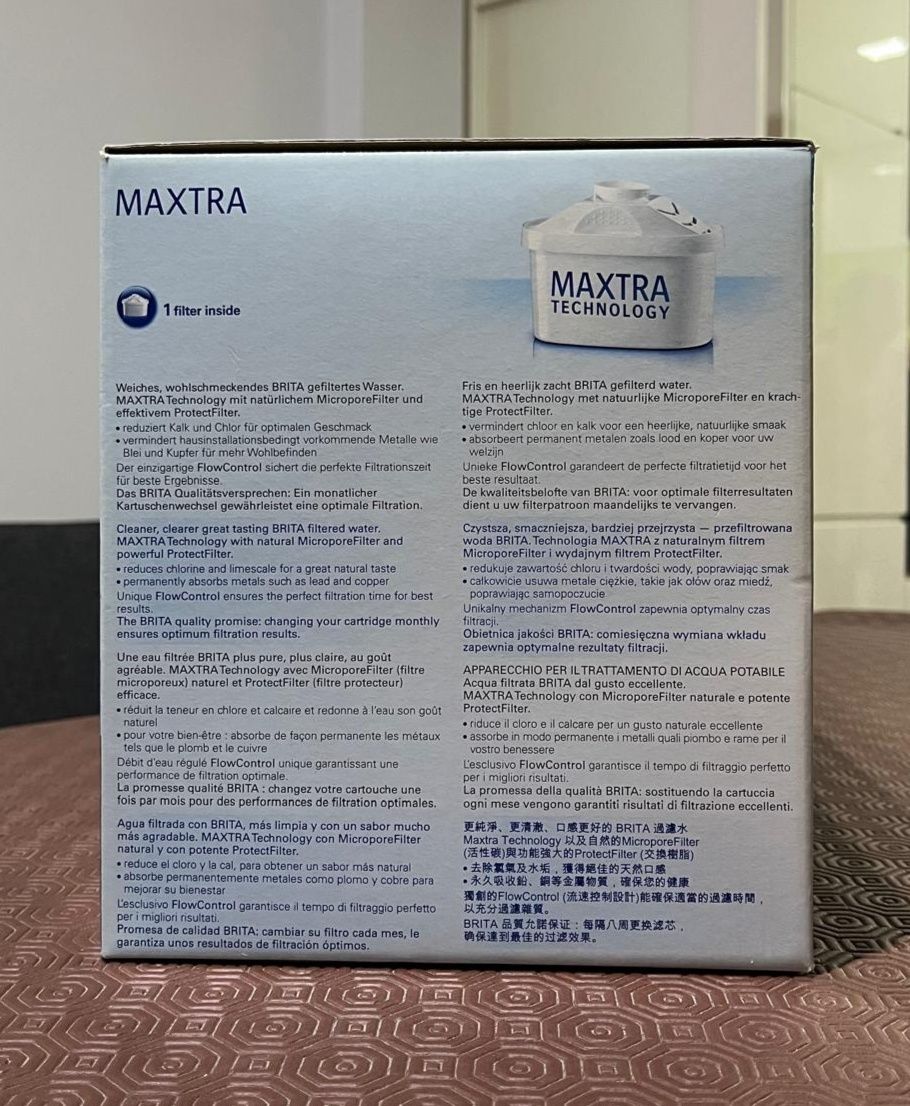 MAXTRA
MAXTRA
TECHNOLOGY
1 filter inside
Weiches, wohlschmeckendes BRITA gefiltertes Wasser.
MAXTRA Technology mit natürlichem MicroporeFilter und
effektivem ProtectFilter.
• reduziert Kalk und Chlor für optimalen Geschmack
• vermindert hausinstallationsbedingt vorkommende Metalle wie
Blei und Kupfer für mehr Wohlbefinden
Der einzigartige FlowControl sichert die perfekte Filtrationszeit
für beste Ergebnisse.
Das BRITA Qualitätsversprechen: Ein monatlicher
Kartuschenwechsel gewährleistet eine optimale Filtration.
Cleaner, clearer great tasting BRITA filtered water.
MAXTRA Technology with natural MicroporeFilter and
powerful ProtectFilter.
• reduces chlorine and limescale for a great natural taste
• permanently absorbs metals such as lead and copper
Unique FlowControl ensures the perfect filtration time for best
results.
The BRITA quality promise: changing your cartridge monthly
ensures optimum filtration results.
Une eau filtrée BRITA plus pure, plus claire, au goût
agréable. MAXTRA Technology avec MicroporeFilter (filtre
microporeux) naturel et ProtectFilter (filtre protecteur)
efficace.
• réduit la teneur en chlore et calcaire et redonne à l'eau son goût
naturel
• pour votre bien-être : absorbe de façon permanente les métaux
tels que le plomb et le cuivre
Débit d'eau régulé FlowControl unique garantissant une
performance de filtration optimale.
La promesse qualité BRITA : changez votre cartouche une
fois par mois pour des performances de filtration optimales.
Agua filtrada con BRITA, más limpia y con un sabor mucho
más agradable. MAXTRA Technology con MicroporeFilter
natural y con potente ProtectFilter.
• reduce el cloro y la cal, para obtener un sabor más natural
• absorbe permanentemente metales como plomo y cobre para
mejorar su bienestar
L'esclusivo FlowControl garantisce il tempo di filtraggio perfetto
per i migliori risultati.
Promesa de calidad BRITA: cambiar su filtro cada mes, le
garantiza unos resultados de filtración óptimos.
Fris en heerlijk zacht BRITA gefilterd water.
MAXTRA Technology met natuurlijke MicroporeFilter en krach-
tige ProtectFilter.
• vermindert chloor en kalk voor een heerlijke, natuurlijke smaak
• absorbeert permanent metalen zoals lood en koper voor uw
welzijn
Unieke FlowControl garandeert de perfecte filtratietijd voor het
beste resultaat.
De kwaliteitsbelofte van BRITA: voor optimale filterresultaten
dient u uw filterpatroon maandelijks te vervangen.
Czystsza, smaczniejsza, bardziej przejrzysta — przefiltrowana
woda BRITA. Technologia MAXTRA z naturalnym filtrem
MicroporeFilter i wydajnym filtrem ProtectFilter.
• redukuje zawartość chloru i twardości wody, poprawiając smak
• całkowicie usuwa metale ciężkie, takie jak ołów oraz miedź,
poprawiając samopoczucie
Unikalny mechanizm FlowControl zapewnia optymalny czas
filtracji.
Obietnica jakości BRITA: comiesięczna wymiana wkładu
zapewnia optymalne rezultaty filtracji.
APPARECCHIO PER IL TRATTAMENTO DI ACQUA POTABILE
Acqua filtrata BRITA dal gusto eccellente.
MAXTRA Technology con MicroporeFilter naturale e potente
ProtectFilter.
• riduce il cloro e il calcare per un gusto naturale eccellente
• assorbe in modo permanente i metalli quali piombo e rame per il
vostro benessere
L'esclusivo FlowControl garantisce il tempo di filtraggio perfetto
per i migliori risultati.
La promessa della qualità BRITA: sostituendo la cartuccia
ogni mese vengono garantiti risultati di filtrazione eccellenti.
更純淨、更清澈、口感更好的 BRITA 過濾水
Maxtra Technology 以及自然的MicroporeFilter
(活性碳)與功能強大的ProtectFilter (交換樹脂)
• 去除氯氣及水垢，獲得絕佳的天然口感
• 永久吸收鉛、銅等金屬物質，確保您的健康
獨創的FlowControl (流速控制設計)能確保適當的過濾時間，
以充分過濾雜質。
BRITA 品質允諾保证：每隔八周更换滤芯，
确保達到最佳的过滤效果。